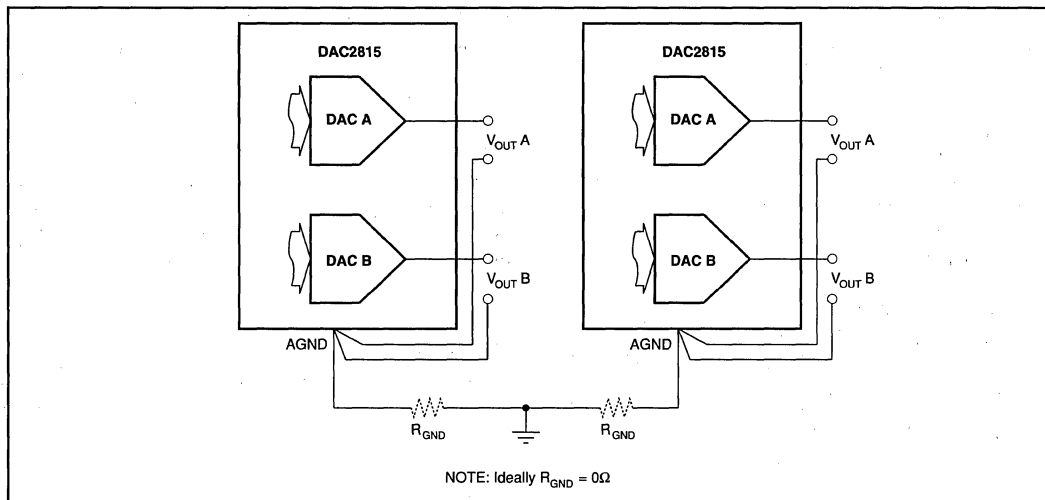 DAC2815
DAC A
V_OUT A
DAC B
V_OUT B
AGND
DAC2815
DAC A
V_OUT A
DAC B
V_OUT B
AGND
R_GND
R_GND
NOTE: Ideally R_GND = 0Ω